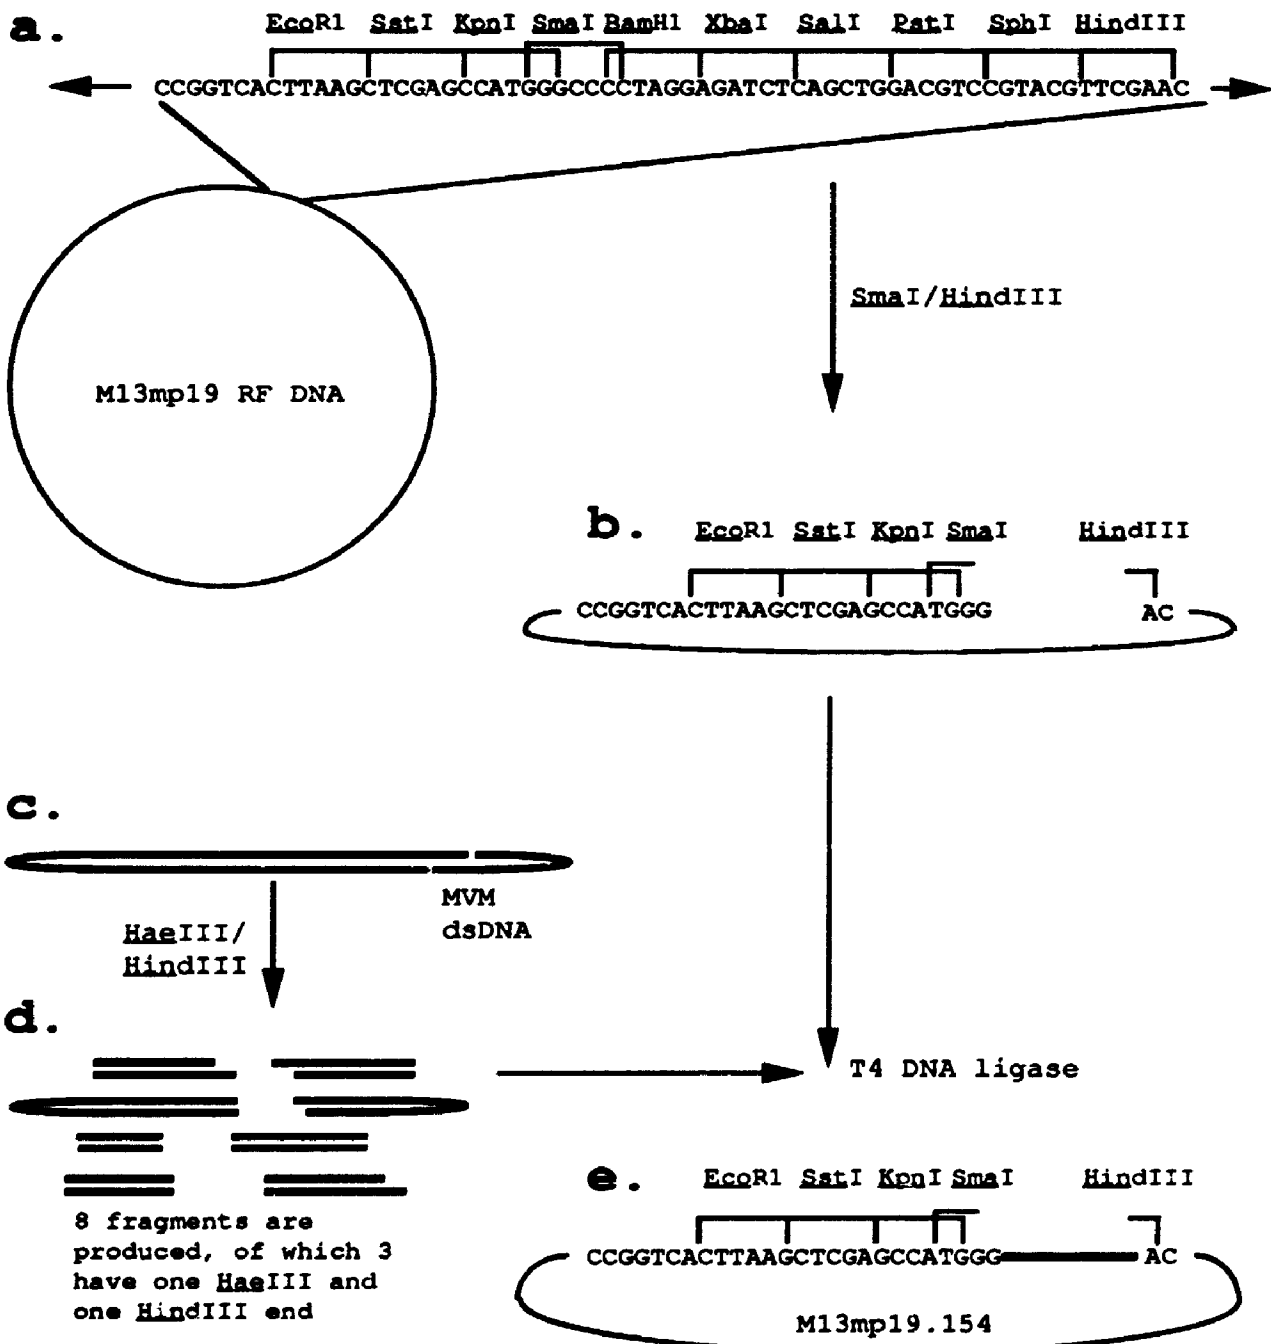 a.
EcoR1 SstI KpnI SmaI BamH1 XbaI SalI PstI SphI HindIII
CCGGTCACTTAAGCTCGAGCCATGGGCCCCTAGGAGATCTCAGCTGGACGTCCGTACGTTCGAAC
SmaI/HindIII
M13mp19 RF DNA
b.
EcoR1 SstI KpnI SmaI HindIII
CCGGTCACTTAAGCTCGAGCCATGGG AC
c.
MVM
dsDNA
HaeIII/
HindIII
d.
T4 DNA ligase
8 fragments are
produced, of which 3
have one HaeIII and
one HindIII end
e.
EcoR1 SstI KpnI SmaI HindIII
CCGGTCACTTAAGCTCGAGCCATGGG AC
M13mp19.154